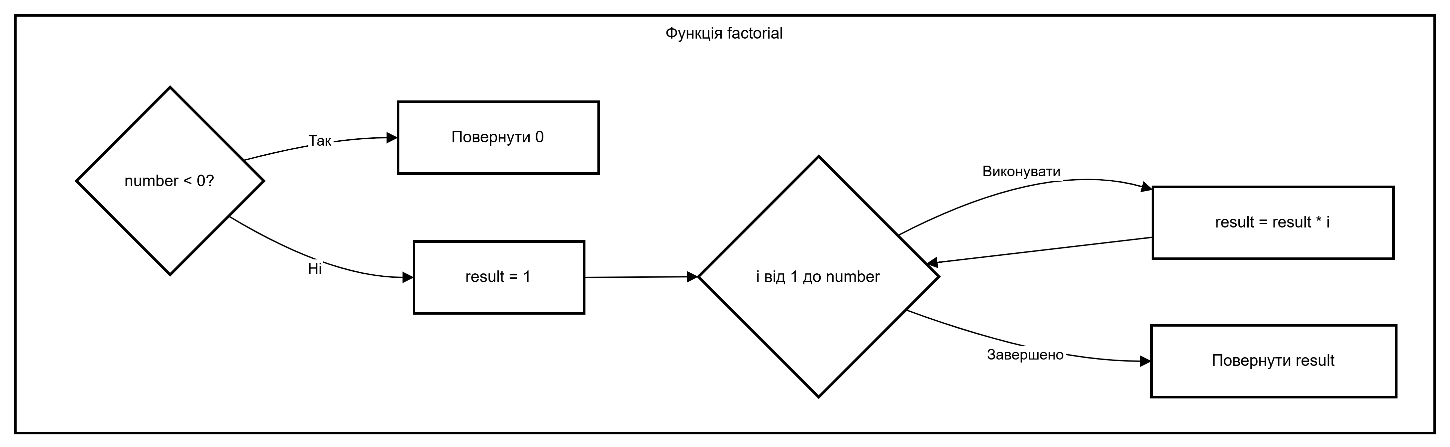 Функція factorial
number < 0?
Так
Повернути 0
Ні
result = 1
і від 1 до number
Виконувати
result = result * i
Завершено
Повернути result